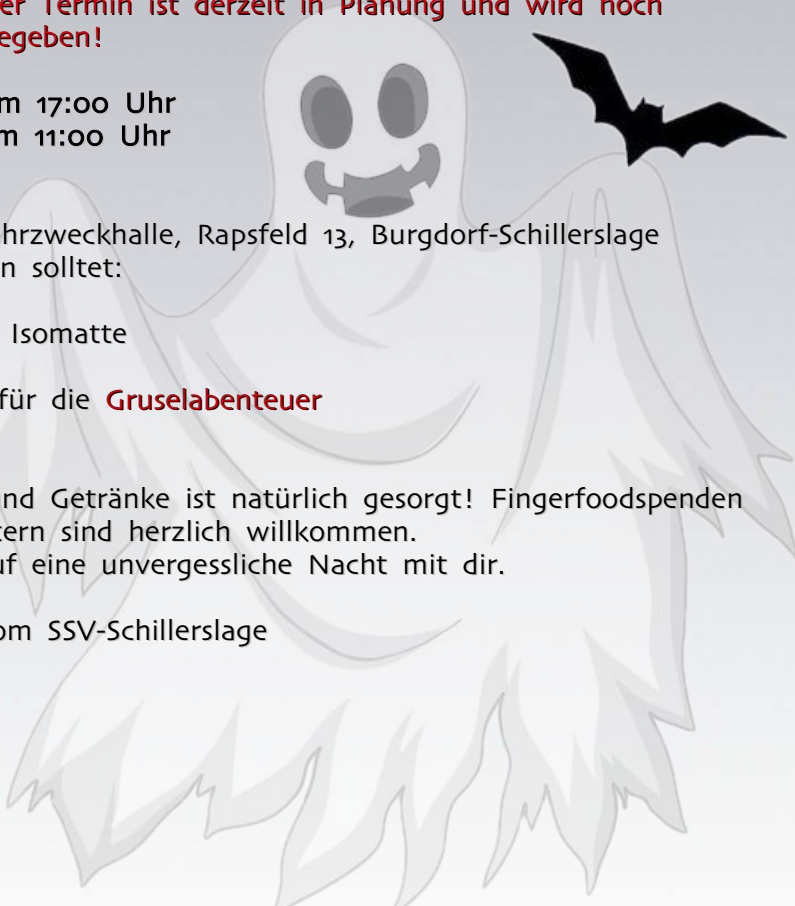 er Termin ist derzeit in Planung und wird noch
egeben!
m 17:00 Uhr
m 11:00 Uhr
hrzweckhalle, Rapsfeld 13, Burgdorf-Schillerslage
n solltet:
Isomatte
für die Gruselabenteuer
nd Getränke ist natürlich gesorgt! Fingerfoodspenden
tern sind herzlich willkommen.
uf eine unvergessliche Nacht mit dir.
om SSV-Schillerslage